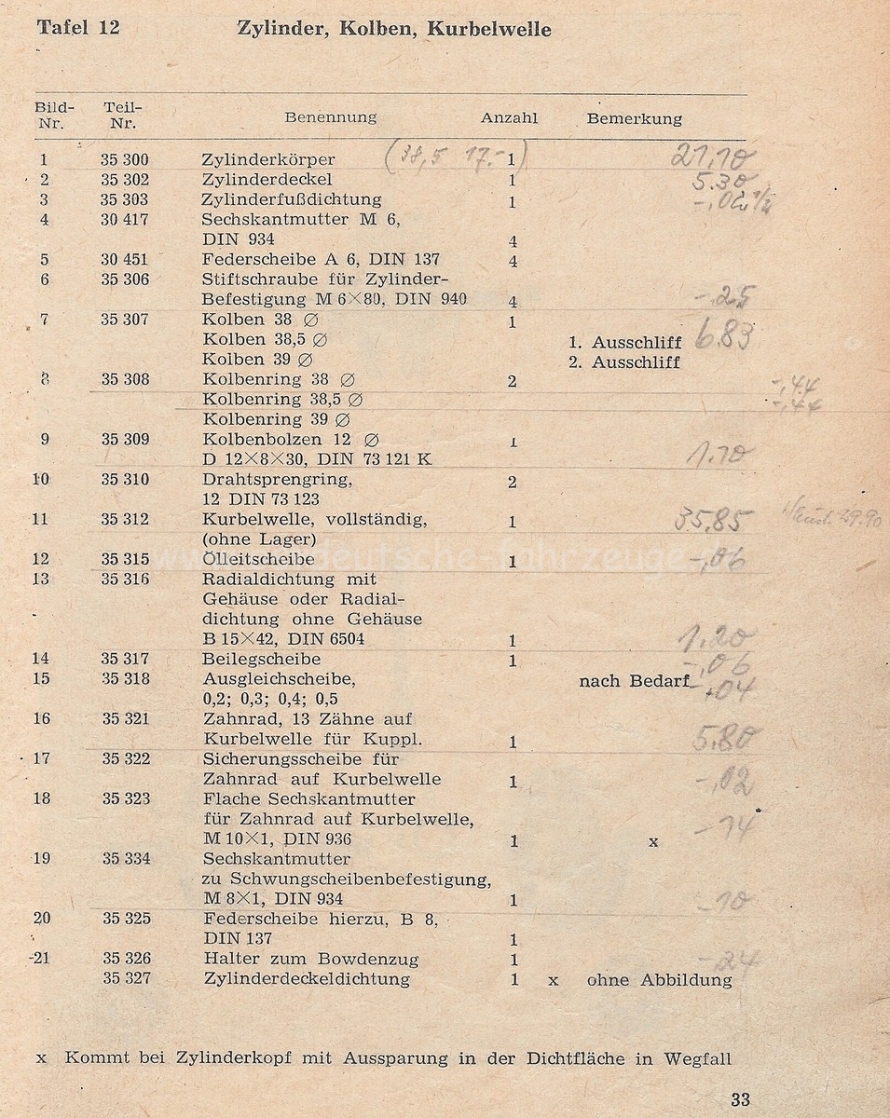 Tafel 12 Zylinder, Kolben, Kurbelwelle
Bild-Nr. Teil-Nr. Benennung Anzahl Bemerkung
1 35 300 Zylinderkörper (38,5 17.-) 1 21,10
2 35 302 Zylinderdeckel 1 5.30
3 35 303 Zylinderfußdichtung 1
4 30 417 Sechskantmutter M 6,
DIN 934 4
5 30 451 Federscheibe A 6, DIN 137 4
6 35 306 Stiftschraube für Zylinder-
Befestigung M 6×80, DIN 940 4 -,25
7 35 307 Kolben 38 ∅ 1
Kolben 38,5 ∅ 1. Ausschliff 6.83
Kolben 39 ∅ 2. Ausschliff
8 35 308 Kolbenring 38 ∅ 2 -,44
Kolbenring 38,5 ∅ -,44
Kolbenring 39 ∅
9 35 309 Kolbenbolzen 12 ∅ 1
D 12×8×30, DIN 73 121 K 1.10
10 35 310 Drahtsprengring, 2
12 DIN 73 123
11 35 312 Kurbelwelle, vollständig, 1 35,85
(ohne Lager)
12 35 315 Ölleitscheibe 1 -,06
13 35 316 Radialdichtung mit
Gehäuse oder Radial-
dichtung ohne Gehäuse
B 15×42, DIN 6504 1 1,20
14 35 317 Beilegscheibe 1 -,06
15 35 318 Ausgleichscheibe, nach Bedarf -,04
0,2; 0,3; 0,4; 0,5
16 35 321 Zahnrad, 13 Zähne auf
Kurbelwelle für Kuppl. 1 5,80
17 35 322 Sicherungsscheibe für
Zahnrad auf Kurbelwelle 1 -,02
18 35 323 Flache Sechskantmutter
für Zahnrad auf Kurbelwelle,
M 10×1, DIN 936 1 x -14
19 35 334 Sechskantmutter
zu Schwungscheibenbefestigung,
M 8×1, DIN 934 1 -10
20 35 325 Federscheibe hierzu, B 8,
DIN 137 1
21 35 326 Halter zum Bowdenzug 1 -24
35 327 Zylinderdeckeldichtung 1 x ohne Abbildung
x Kommt bei Zylinderkopf mit Aussparung in der Dichtfläche in Wegfall
33